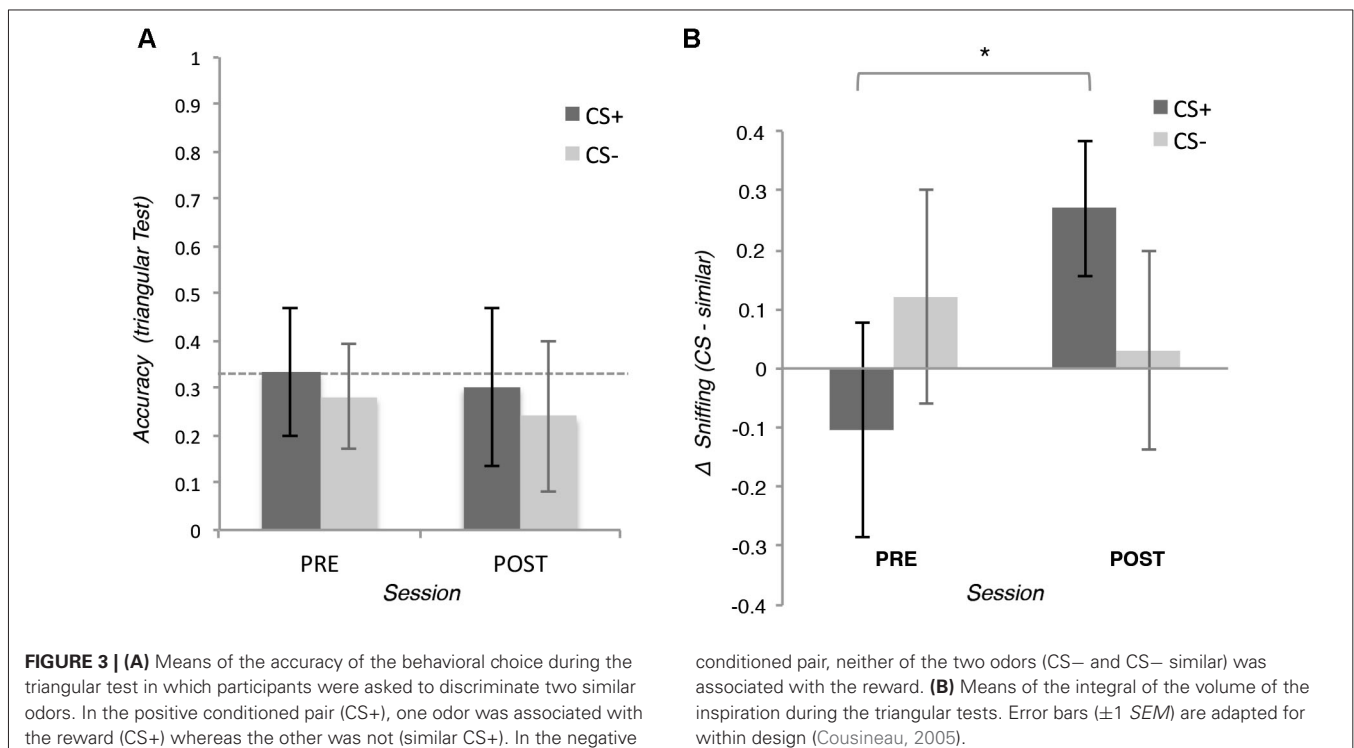 A
1
0.9
0.8
0.7
0.6
0.5
0.4
0.3
0.2
0.1
0
Accuracy (triangular Test)
CS+
CS-
PRE
POST
Session
B
*
CS+
CS-
0.4
0.3
0.2
0.1
0
-0.1
-0.2
-0.3
-0.4
Δ Sniffing (CS - similar)
PRE
POST
Session
FIGURE 3 | (A) Means of the accuracy of the behavioral choice during the
triangular test in which participants were asked to discriminate two similar
odors. In the positive conditioned pair (CS+), one odor was associated with
the reward (CS+) whereas the other was not (similar CS+). In the negative
conditioned pair, neither of the two odors (CS− and CS− similar) was
associated with the reward. (B) Means of the integral of the volume of the
inspiration during the triangular tests. Error bars (±1 SEM) are adapted for
within design (Cousineau, 2005).